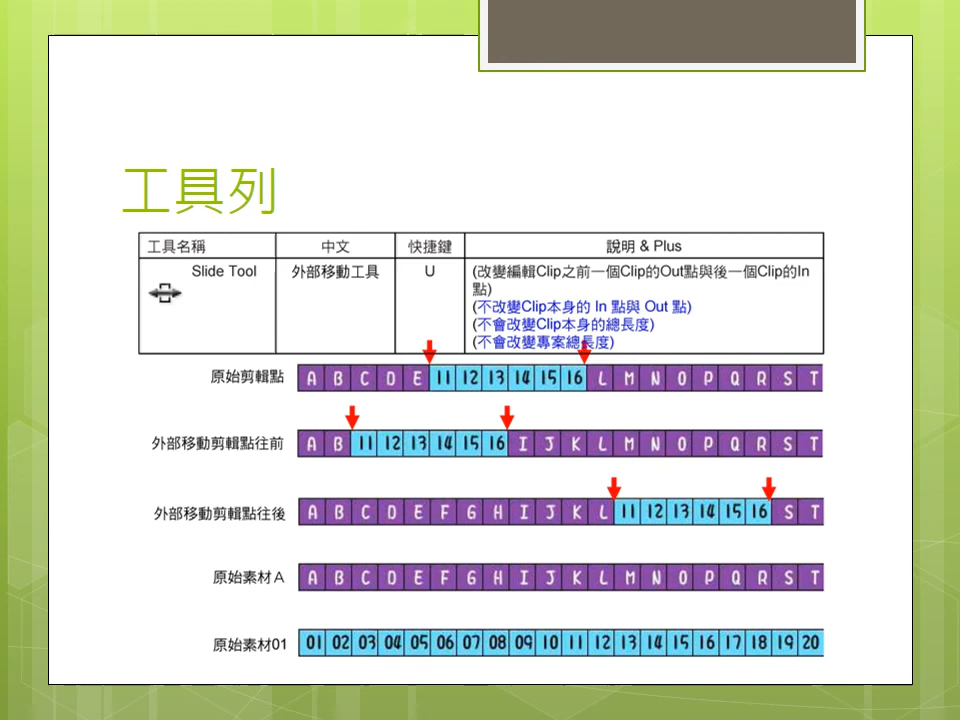 工具列
工具名稱 中文 快捷鍵 說明 & Plus
Slide Tool 外部移動工具 U (改變編輯Clip之前一個Clip的Out點與後一個Clip的In
點)
(不改變Clip本身的 In 點與 Out 點)
(不會改變Clip本身的總長度)
(不會改變專案總長度)
原始剪輯點 A B C D E 11 12 13 14 15 16 L M N O P Q R S T
外部移動剪輯點往前 A B 11 12 13 14 15 16 I J K L M N O P Q R S T
外部移動剪輯點往後 A B C D E F G H I J K L 11 12 13 14 15 16 S T
原始素材A A B C D E F G H I J K L M N O P Q R S T
原始素材01 01 02 03 04 05 06 07 08 09 10 11 12 13 14 15 16 17 18 19 20